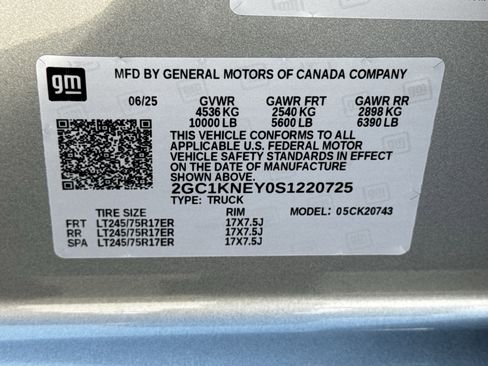 gm
MFD BY GENERAL MOTORS OF CANADA COMPANY
06/25 GVWR GAWR FRT GAWR RR
4536 KG 2540 KG 2898 KG
10000 LB 5600 LB 6390 LB
THIS VEHICLE CONFORMS TO ALL
APPLICABLE U.S. FEDERAL MOTOR
VEHICLE SAFETY STANDARDS IN EFFECT
ON THE DATE OF MANUFACTURE
SHOWN ABOVE.
2GC1KNEY0S1220725
TYPE: TRUCK
TIRE SIZE RIM MODEL: 05CK20743
FRT LT245/75R17ER 17X7.5J
RR LT245/75R17ER 17X7.5J
SPA LT245/75R17ER 17X7.5J